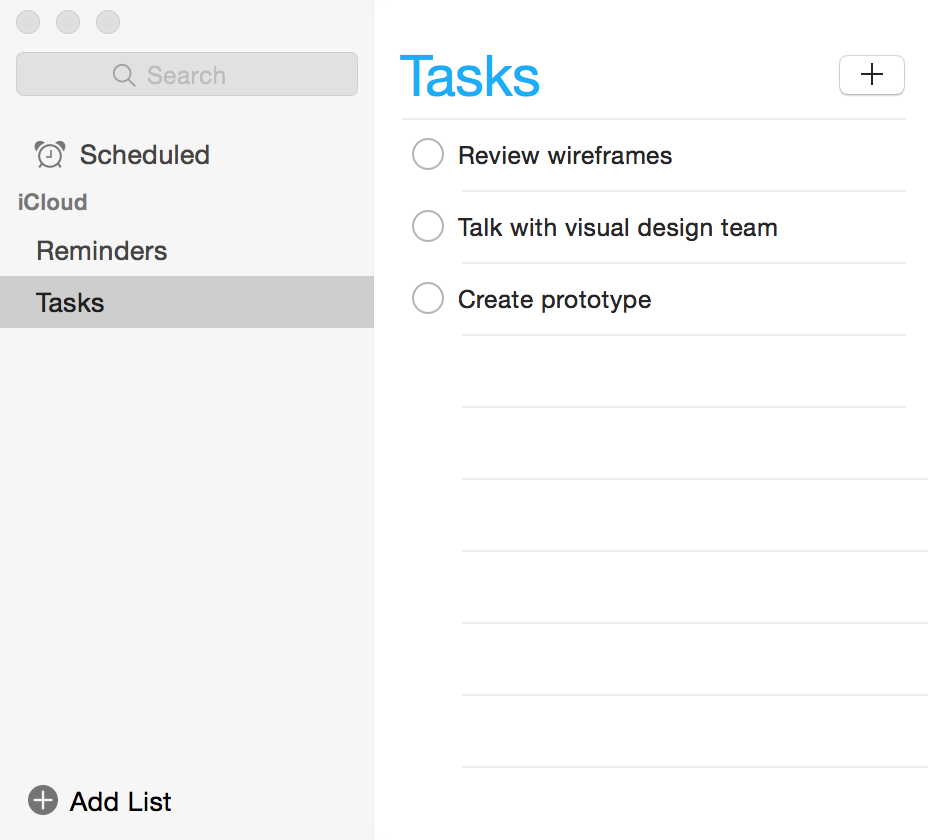 Search
Scheduled
iCloud
Reminders
Tasks
Add List
Tasks
Review wireframes
Talk with visual design team
Create prototype